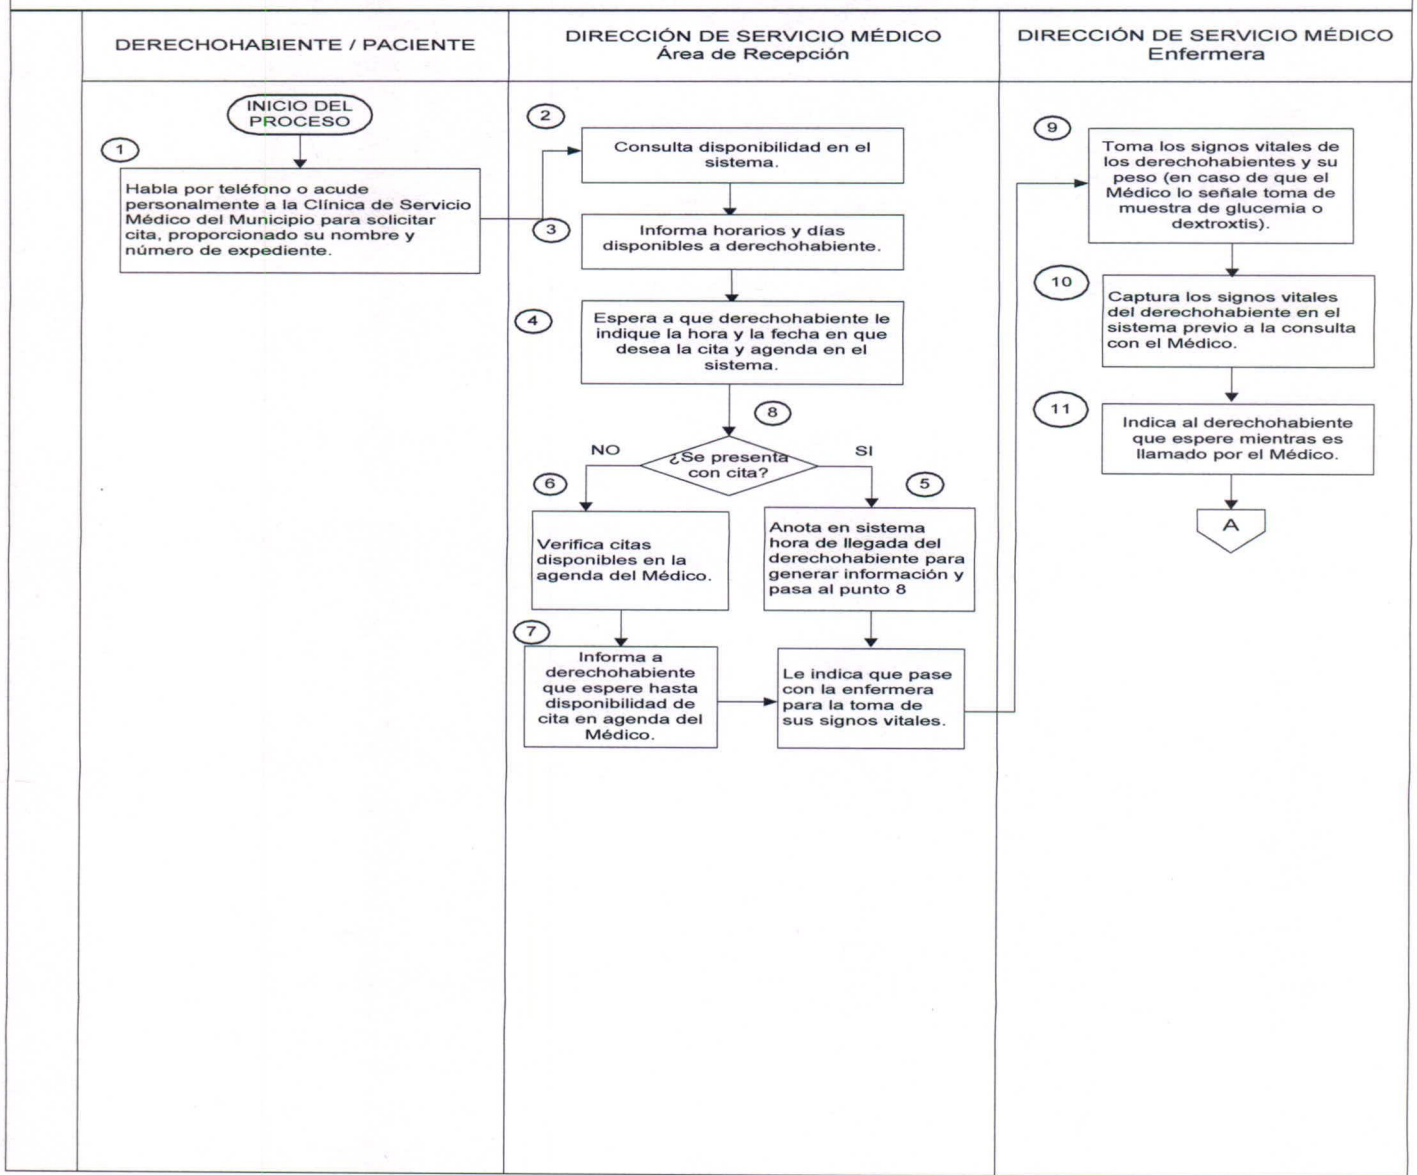 DERECHOHABIENTE / PACIENTE
DIRECCIÓN DE SERVICIO MÉDICO
Área de Recepción
DIRECCIÓN DE SERVICIO MÉDICO
Enfermera
INICIO DEL
PROCESO
1
Habla por teléfono o acude
personalmente a la Clínica de Servicio
Médico del Municipio para solicitar
cita, proporcionado su nombre y
número de expediente.
2
Consulta disponibilidad en el
sistema.
3
Informa horarios y días
disponibles a derechohabiente.
4
Espera a que derechohabiente le
indique la hora y la fecha en que
desea la cita y agenda en el
sistema.
8
¿Se presenta
con cita?
NO
SI
6
Verifica citas
disponibles en la
agenda del Médico.
5
Anota en sistema
hora de llegada del
derechohabiente para
generar información y
pasa al punto 8
7
Informa a
derechohabiente
que espere hasta
disponibilidad de
cita en agenda del
Médico.
Le indica que pase
con la enfermera
para la toma de
sus signos vitales.
9
Toma los signos vitales de
los derechohabientes y su
peso (en caso de que el
Médico lo señale toma de
muestra de glucemia o
dextroxtis).
10
Captura los signos vitales
del derechohabiente en el
sistema previo a la consulta
con el Médico.
11
Indica al derechohabiente
que espere mientras es
llamado por el Médico.
A